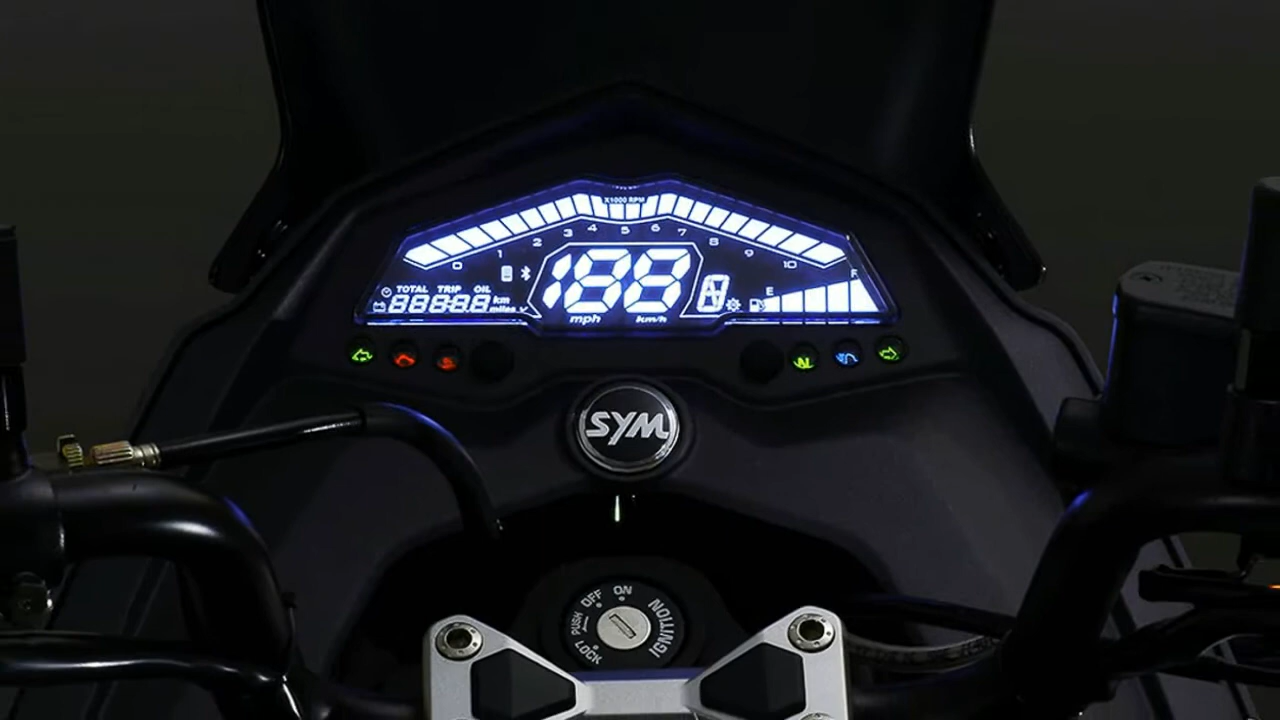 X1000 RPM
0 1 2 3 4 5 6 7 8 9 10
TOTAL TRIP OIL
88888 km
miles
188
mph km/h
8
E F
N
SYM
ON
OFF
PUSH
LOCK
IGNITION